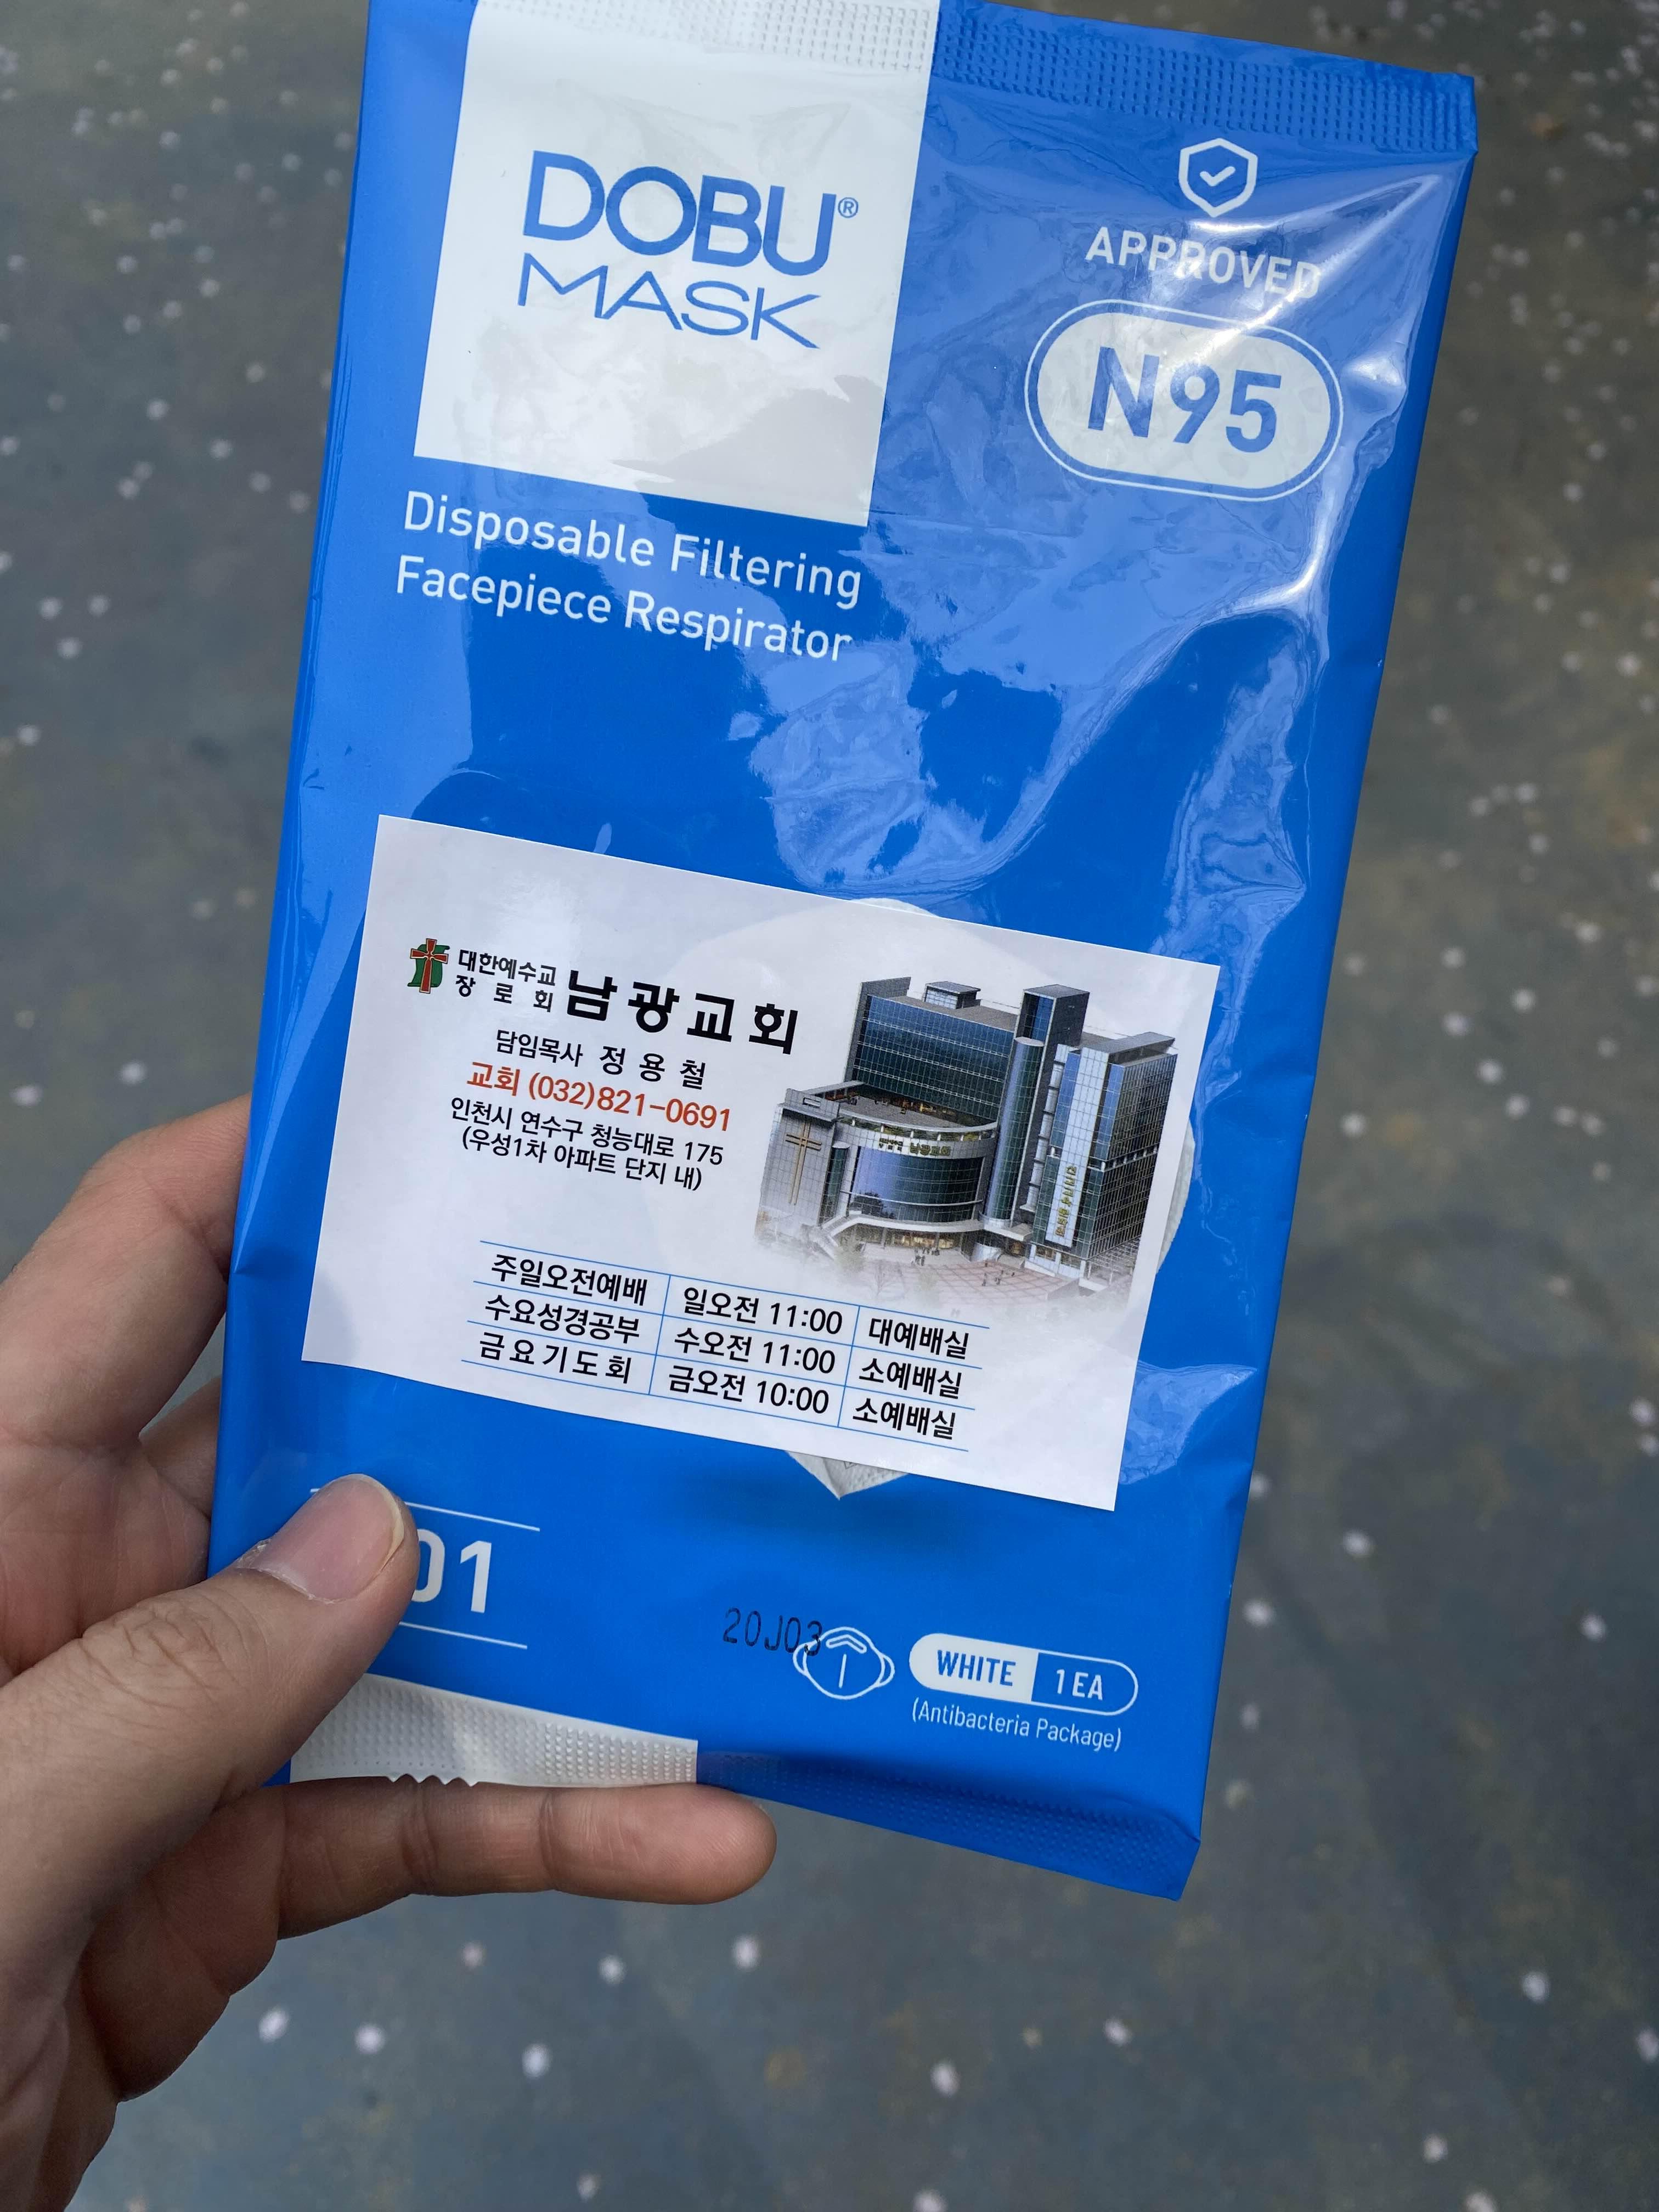 DOBU®
MASK
APPROVED
N95
Disposable Filtering
Facepiece Respirator
대한예수교
장로회
남광교회
담임목사 정용철
교회 (032)821-0691
인천시 연수구 청능대로 175
(우성1차 아파트 단지 내)
남광교회
주일오전예배 일오전 11:00 대예배실
수요성경공부 수오전 11:00 소예배실
금요기도회 금오전 10:00 소예배실
01
20J03
WHITE 1EA
(Antibacteria Package)